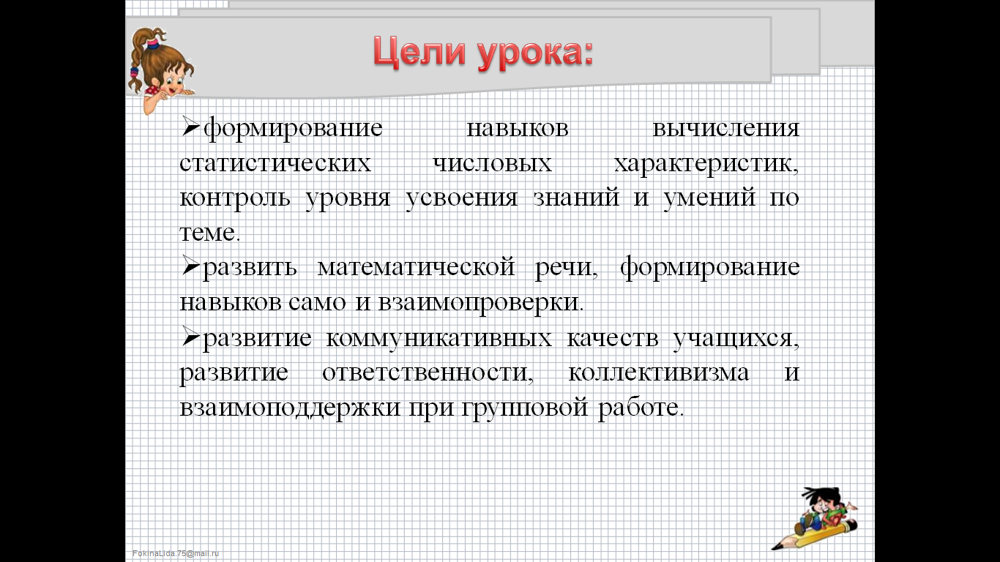 Цели урока:
➢формирование навыков вычисления
статистических числовых характеристик,
контроль уровня усвоения знаний и умений по
теме.
➢развить математической речи, формирование
навыков само и взаимопроверки.
➢развитие коммуникативных качеств учащихся,
развитие ответственности, коллективизма и
взаимоподдержки при групповой работе.
FokinaLida.75@mail.ru